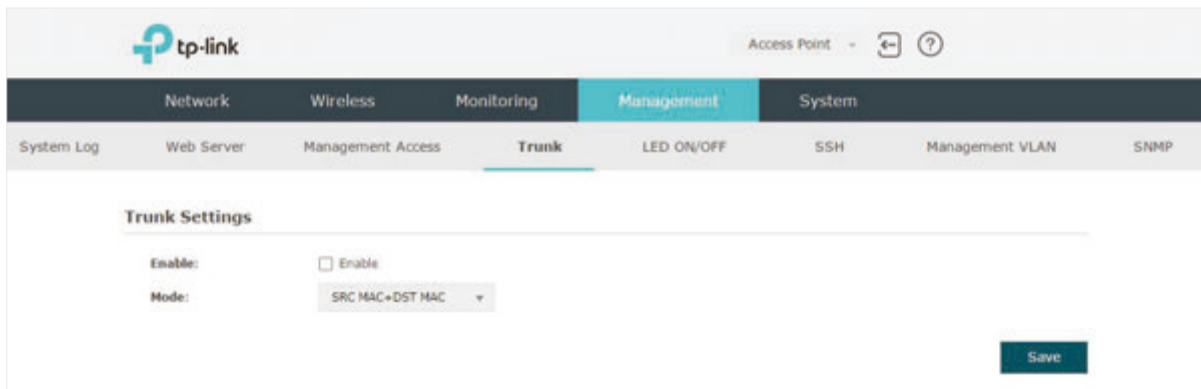 tp-link
Access Point
Network Wireless Monitoring Management System
System Log Web Server Management Access Trunk LED ON/OFF SSH Management VLAN SNMP
Trunk Settings
Enable: Enable
Mode: SRC MAC+DST MAC
Save